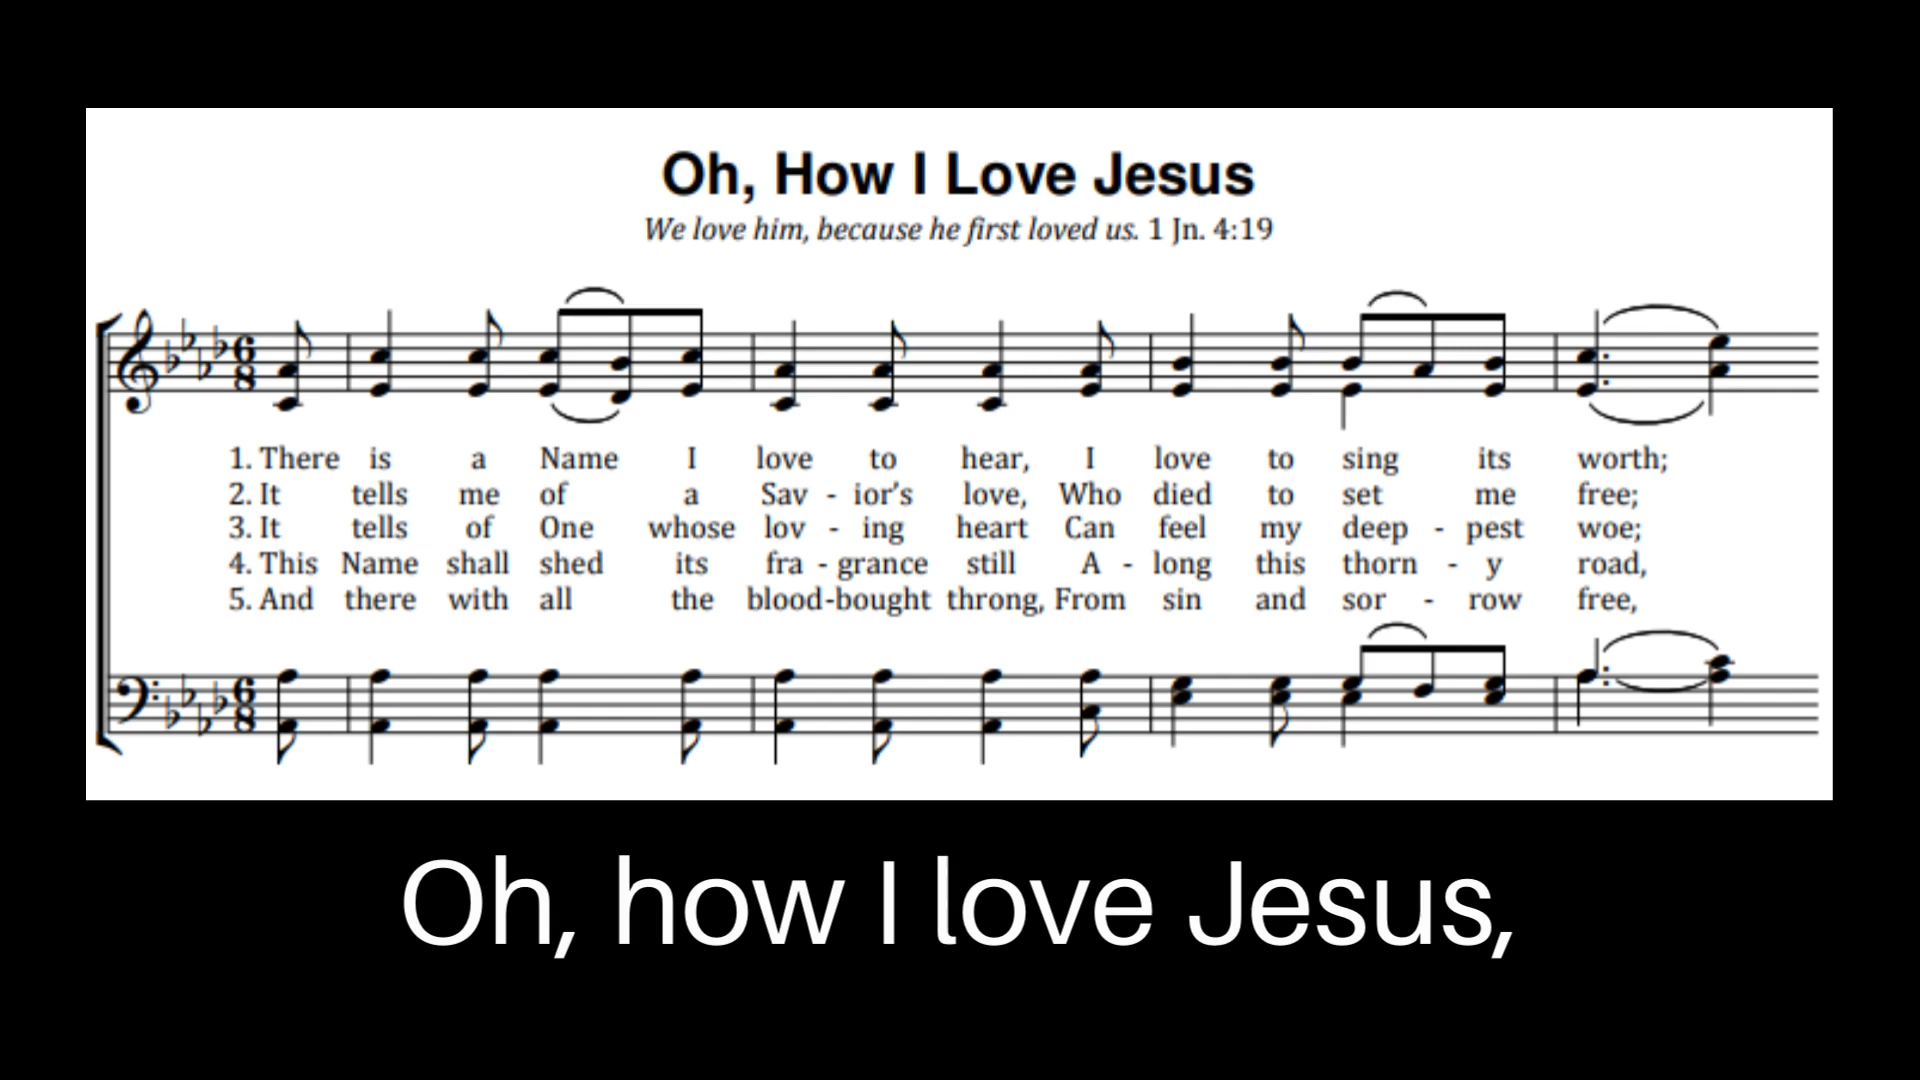 Oh, How I Love Jesus
We love him, because he first loved us. 1 Jn. 4:19
6
8
1. There is a Name I love to hear, I love to sing its worth;
2. It tells me of a Sav - ior’s love, Who died to set me free;
3. It tells of One whose lov - ing heart Can feel my deep - pest woe;
4. This Name shall shed its fra - grance still A - long this thorn - y road,
5. And there with all the blood-bought throng, From sin and sor - row free,
6
8
Oh, how I love Jesus,